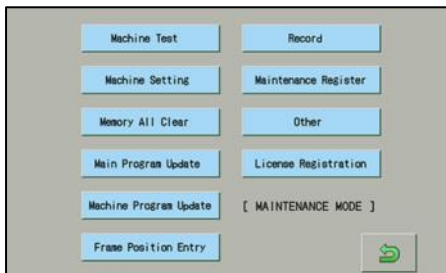 Machine Test
Record
Machine Setting
Maintenance Register
Memory All Clear
Other
Main Program Update
License Registration
Machine Program Update
[ MAINTENANCE MODE ]
Frame Position Entry